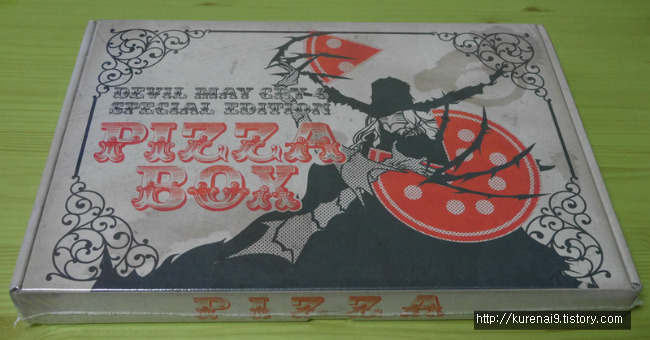 DEVIL MAY CRY 4
SPECIAL EDITION
PIZZA
BOX
PIZZA
http://kurenai9.tistory.com